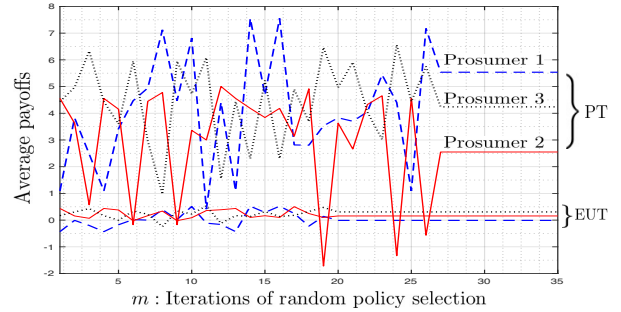 8
7
6
5
4
3
2
1
0
-1
-2
Average payoffs
Prosumer 1
Prosumer 3
Prosumer 2
PT
EUT
5 10 15 20 25 30 35
m : Iterations of random policy selection